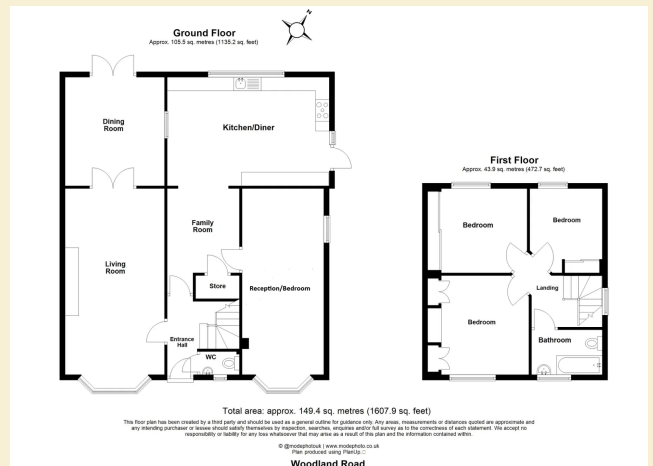 Ground Floor
Approx. 105.5 sq. metres (1135.2 sq. feet)
N
Dining
Room
Kitchen/Diner
First Floor
Approx. 43.9 sq. metres (472.7 sq. feet)
Family
Room
Bedroom
Bedroom
Living
Room
Store
Reception/Bedroom
Landing
Bedroom
Entrance
Hall
WC
Bathroom
Total area: approx. 149.4 sq. metres (1607.9 sq. feet)
This floor plan has been created by a third party and should be used as a general outline for guidance only. Any areas, measurements or distances quoted are approximate and
any intending purchaser or lessee should satisfy themselves by inspection, searches, enquiries and/or full survey as to the correctness of each statement. We accept no
responsibility or liability for any loss whatsoever that may arise as a result of this plan and the information contained within.
© @modephotouk | www.modephoto.co.uk
Plan produced using PlanUp.
Woodland Road